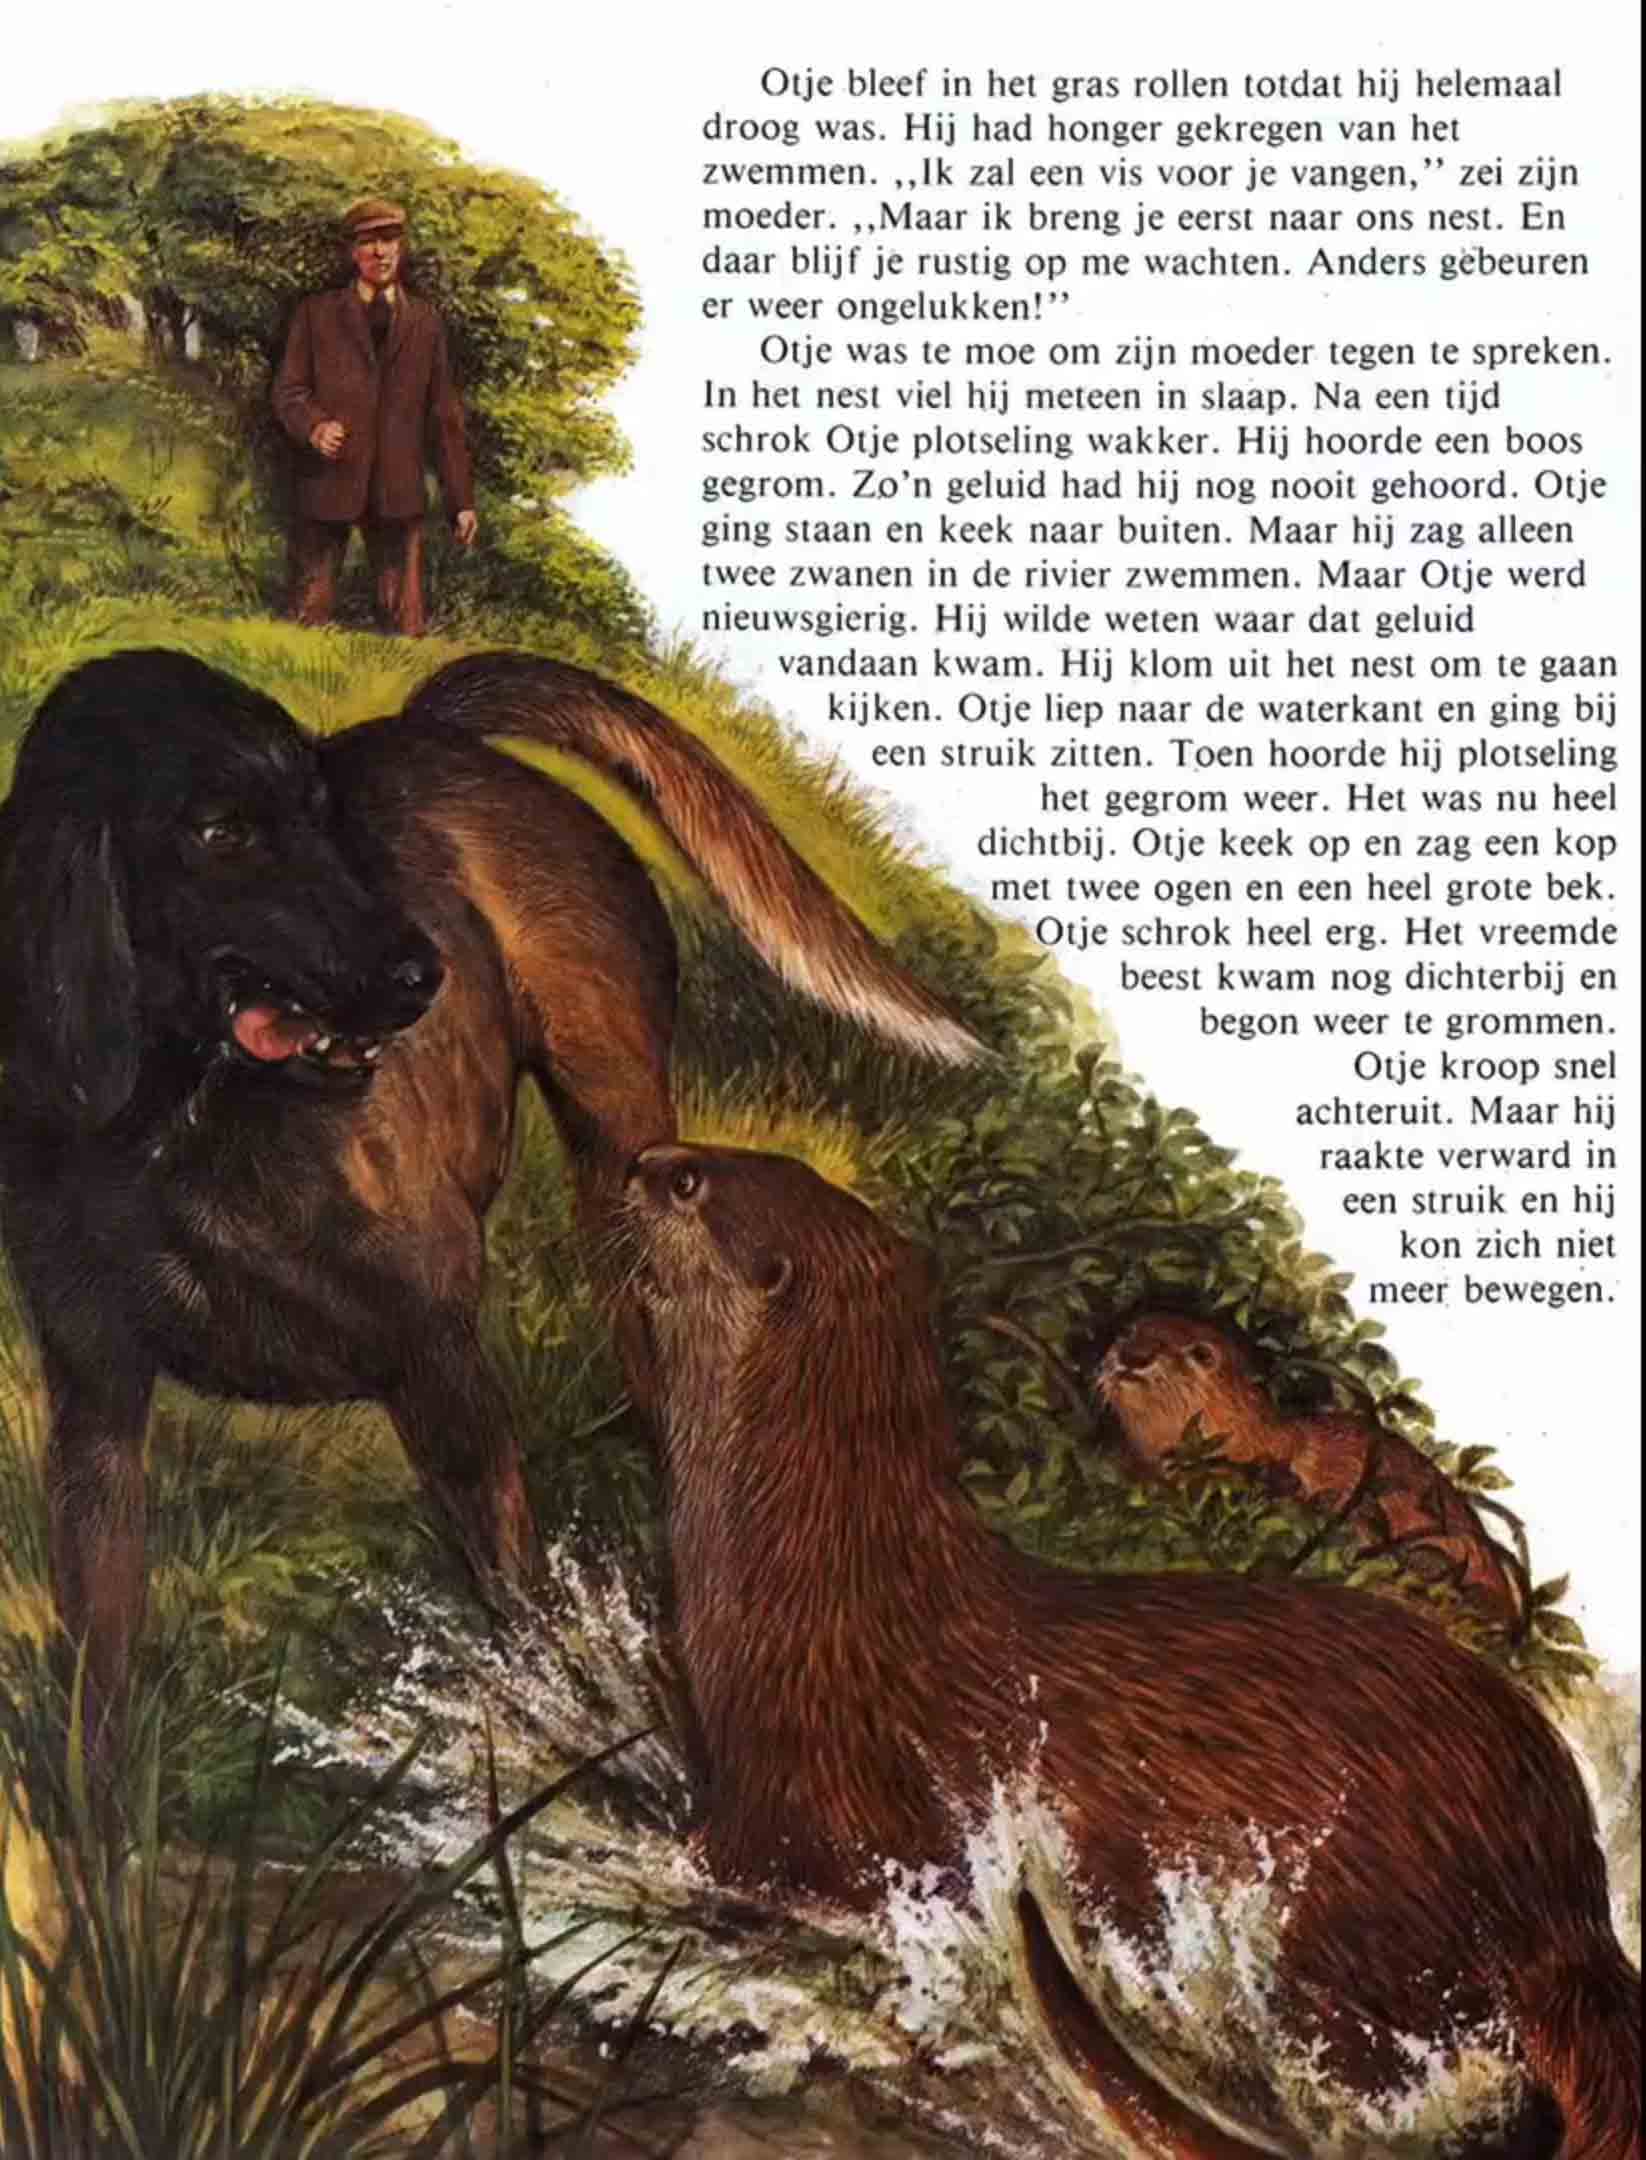 Otje bleef in het gras rollen totdat hij helemaal
droog was. Hij had honger gekregen van het
zwemmen. ,,Ik zal een vis voor je vangen,” zei zijn
moeder. ,,Maar ik breng je eerst naar ons nest. En
daar blijf je rustig op me wachten. Anders gebeuren
er weer ongelukken!”
Otje was te moe om zijn moeder tegen te spreken.
In het nest viel hij meteen in slaap. Na een tijd
schrok Otje plotseling wakker. Hij hoorde een boos
gegrom. Zo’n geluid had hij nog nooit gehoord. Otje
ging staan en keek naar buiten. Maar hij zag alleen
twee zwanen in de rivier zwemmen. Maar Otje werd
nieuwsgierig. Hij wilde weten waar dat geluid
vandaan kwam. Hij klom uit het nest om te gaan
kijken. Otje liep naar de waterkant en ging bij
een struik zitten. Toen hoorde hij plotseling
het gegrom weer. Het was nu heel
dichtbij. Otje keek op en zag een kop
met twee ogen en een heel grote bek.
Otje schrok heel erg. Het vreemde
beest kwam nog dichterbij en
begon weer te grommen.
Otje kroop snel
achteruit. Maar hij
raakte verward in
een struik en hij
kon zich niet
meer bewegen.